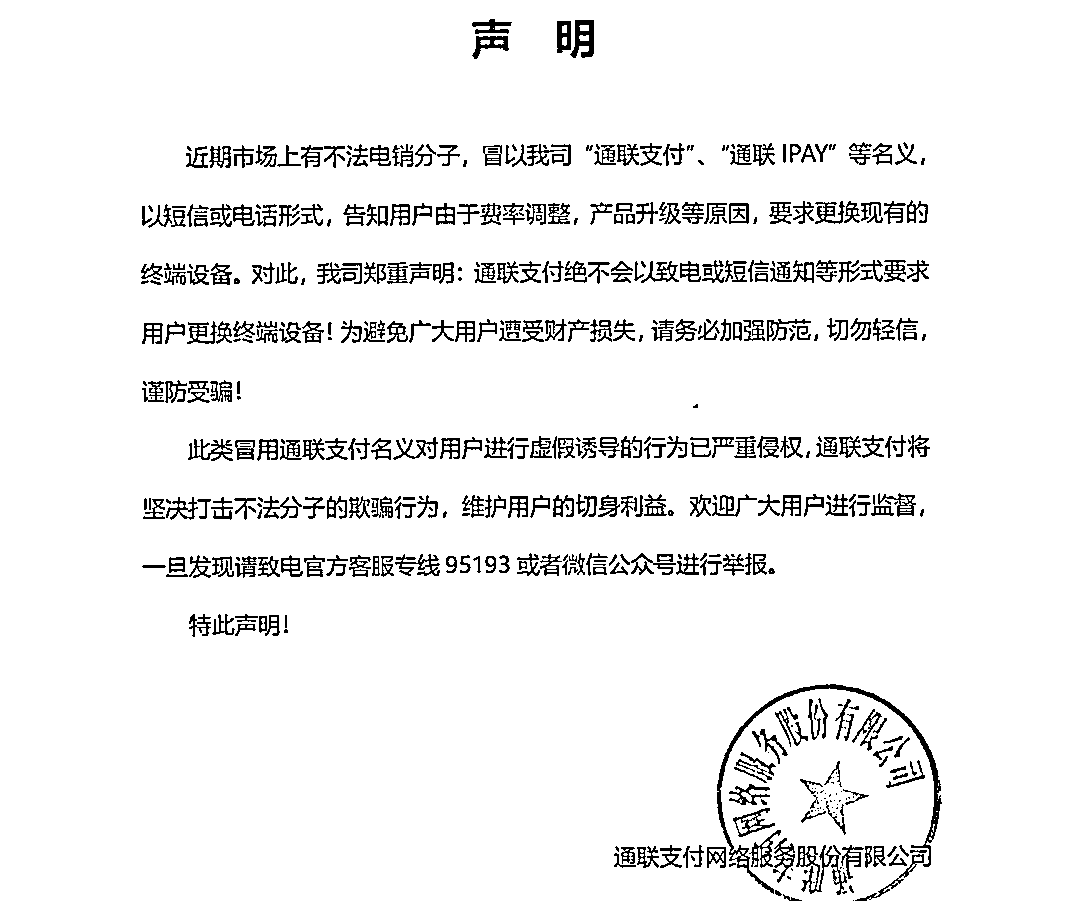 声 明
近期市场上有不法电销分子，冒以我司“通联支付”、“通联 IPAY”等名义，
以短信或电话形式，告知用户由于费率调整，产品升级等原因，要求更换现有的
终端设备。对此，我司郑重声明：通联支付绝不会以致电或短信通知等形式要求
用户更换终端设备！为避免广大用户遭受财产损失，请务必加强防范，切勿轻信，
谨防受骗！
此类冒用通联支付名义对用户进行虚假诱导的行为已严重侵权，通联支付将
坚决打击不法分子的欺骗行为，维护用户的切身利益。欢迎广大用户进行监督，
一旦发现请致电官方客服专线 95193 或者微信公众号进行举报。
特此声明！
通联支付网络服务股份有限公司
通联支付网络服务股份有限公司